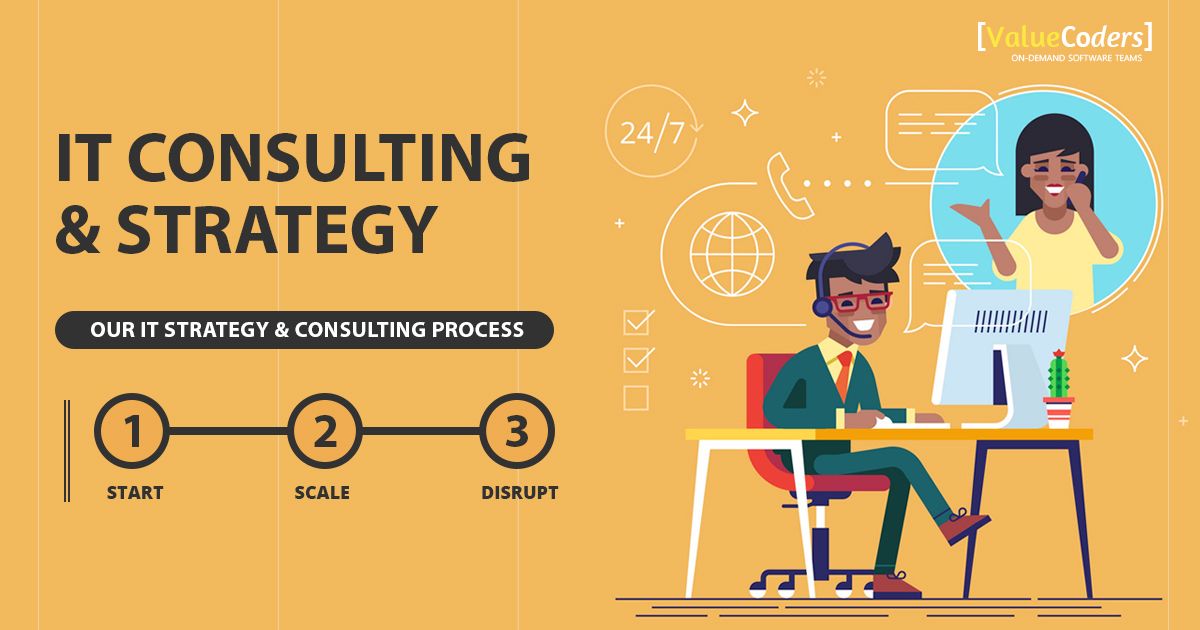 [ValueCoders]
ON-DEMAND SOFTWARE TEAMS
IT CONSULTING
& STRATEGY
OUR IT STRATEGY & CONSULTING PROCESS
1 2 3
START SCALE DISRUPT
24/7